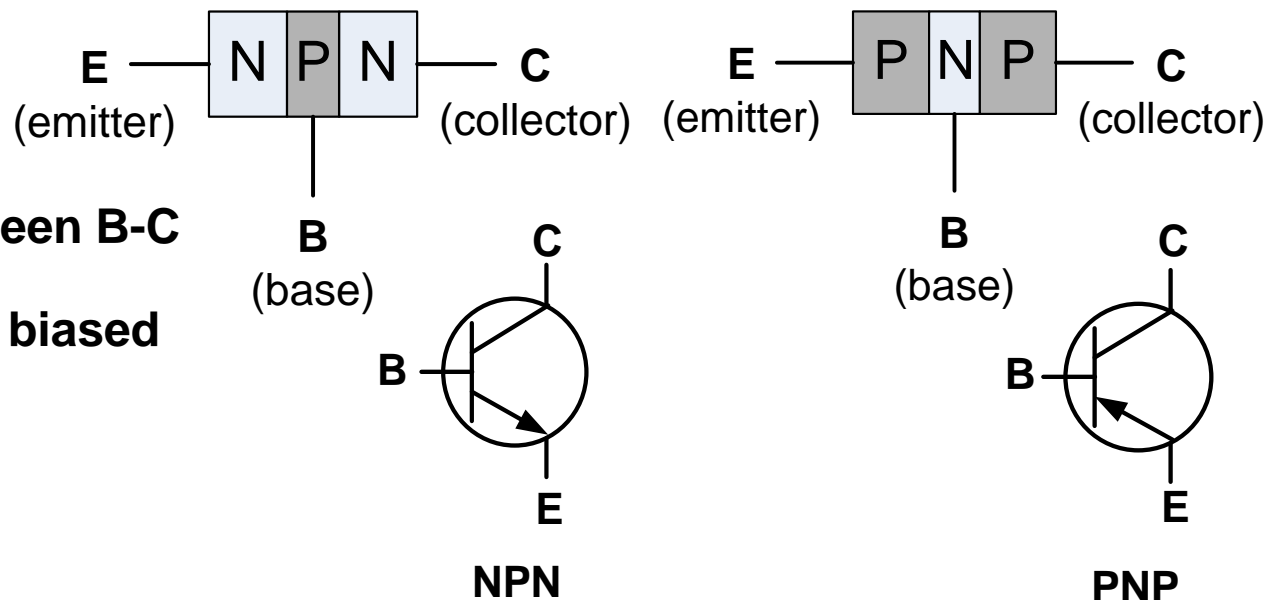 E N P N C
(emitter) (collector)
B
(base)
E P N P C
(emitter) (collector)
B
(base)
een B-C
biased
C
B
E
NPN
C
B
E
PNP